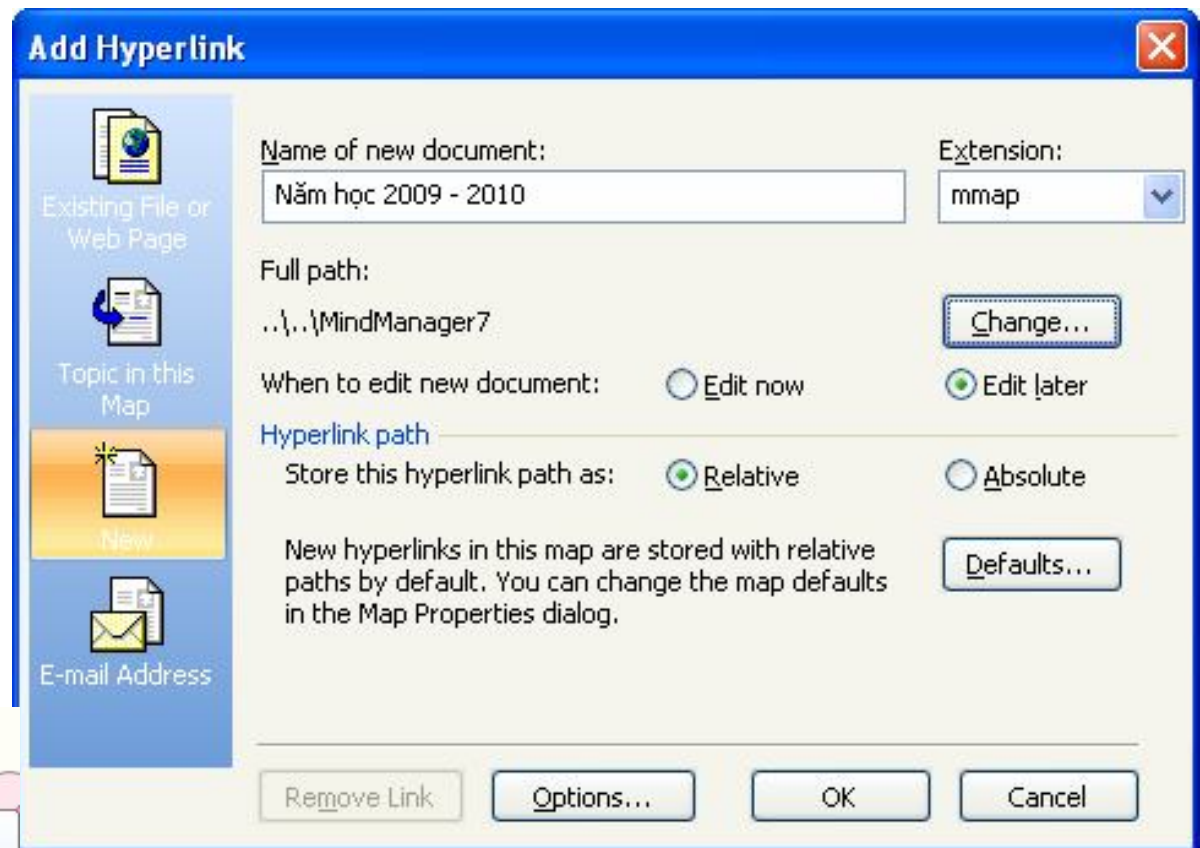 Add Hyperlink
Existing File or
Web Page
Topic in this
Map
New
E-mail Address
Name of new document:
Extension:
Năm học 2009 - 2010
mmap
Full path:
..\..\MindManager7
Change...
When to edit new document:
Edit now
Edit later
Hyperlink path
Store this hyperlink path as:
Relative
Absolute
New hyperlinks in this map are stored with relative
paths by default. You can change the map defaults
in the Map Properties dialog.
Defaults...
Remove Link
Options...
OK
Cancel